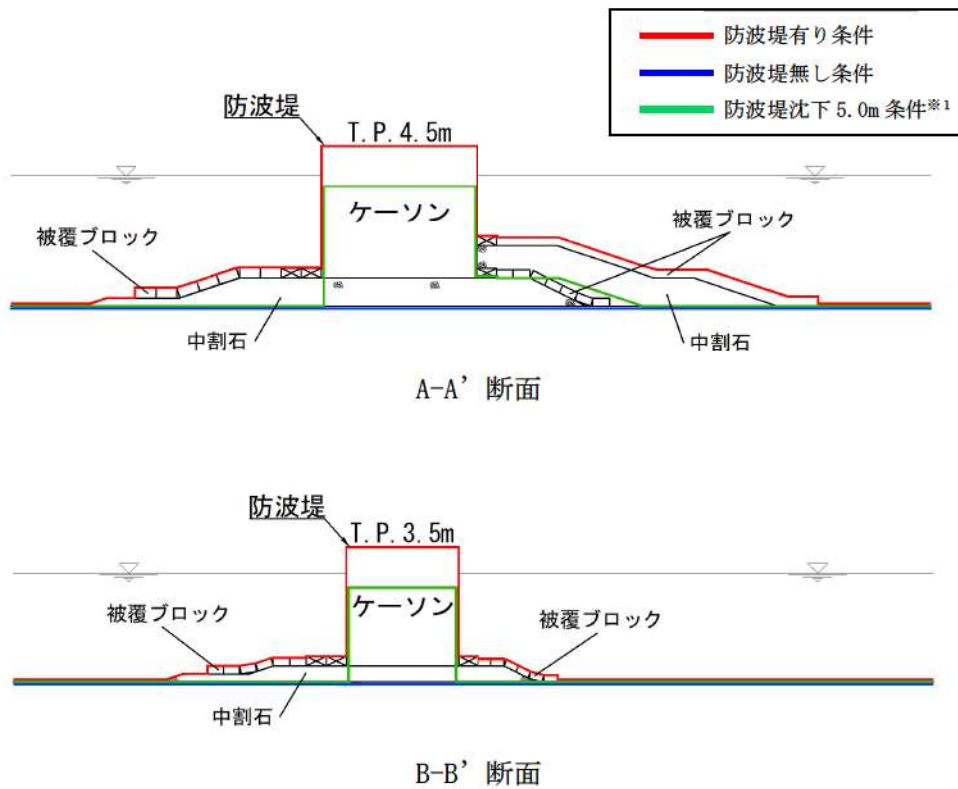 防波堤有り条件
防波堤無し条件
防波堤沈下 5.0m 条件※1
防波堤
T.P.4.5m
ケーソン
被覆ブロック
被覆ブロック
中割石
中割石
A-A’ 断面
防波堤
T.P.3.5m
ケーソン
被覆ブロック
被覆ブロック
中割石
B-B’ 断面